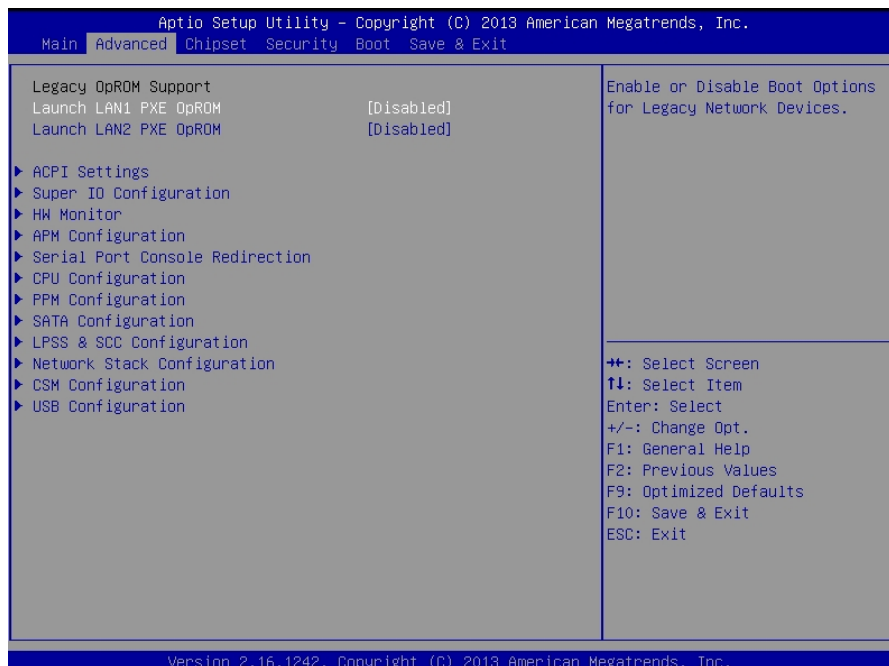 Aptio Setup Utility – Copyright (C) 2013 American Megatrends, Inc.
Main Advanced Chipset Security Boot Save & Exit
Legacy OpROM Support
Launch LAN1 PXE OpROM [Disabled]
Launch LAN2 PXE OpROM [Disabled]
ACPI Settings
Super IO Configuration
HW Monitor
APM Configuration
Serial Port Console Redirection
CPU Configuration
PPM Configuration
SATA Configuration
LPSS & SCC Configuration
Network Stack Configuration
CSM Configuration
USB Configuration
Enable or Disable Boot Options
for Legacy Network Devices.
→←: Select Screen
↑↓: Select Item
Enter: Select
+/-: Change Opt.
F1: General Help
F2: Previous Values
F9: Optimized Defaults
F10: Save & Exit
ESC: Exit
Version 2.16.1242. Copyright (C) 2013 American Megatrends, Inc.